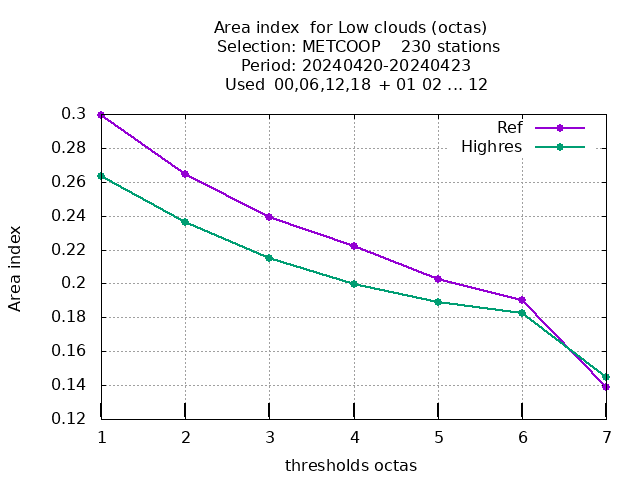 Area index  for Low clouds (octas)
Selection: METCOOP    230 stations
Period: 20240420-20240423
Used  00,06,12,18 + 01 02 ... 12
0.3
0.28
0.26
0.24
0.22
0.2
0.18
0.16
0.14
0.12
Area index
Ref
Highres
1 2 3 4 5 6 7
thresholds octas